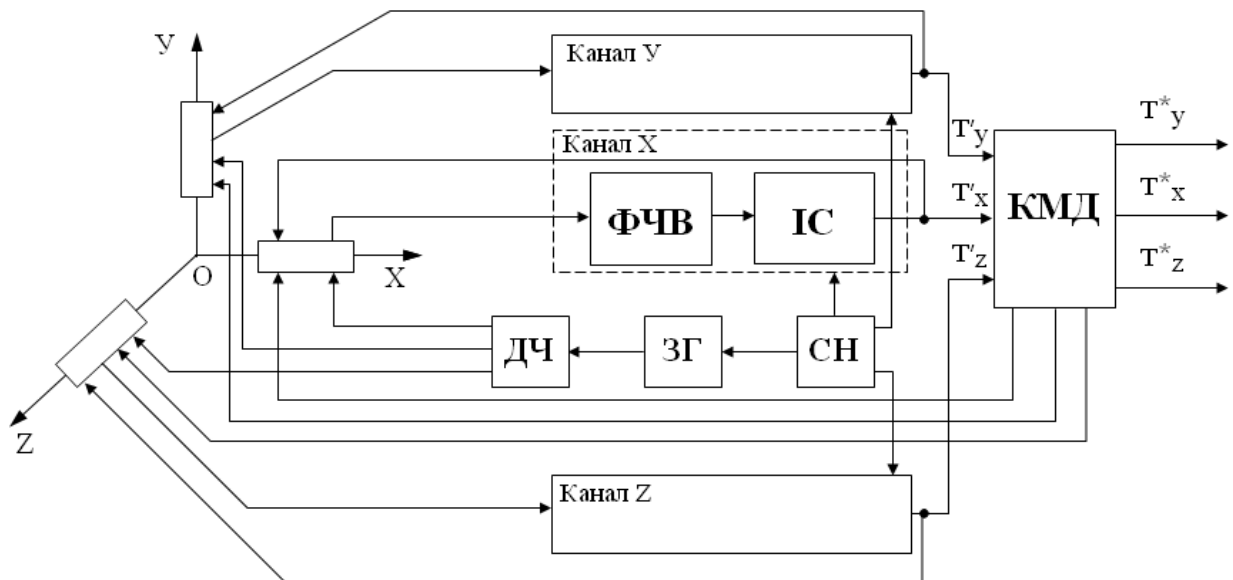 У
Канал У
Канал X
ФЧВ
ІС
T'y
T'x
T'z
КМД
T*y
T*x
T*z
O
X
Z
ДЧ
ЗГ
СН
Канал Z